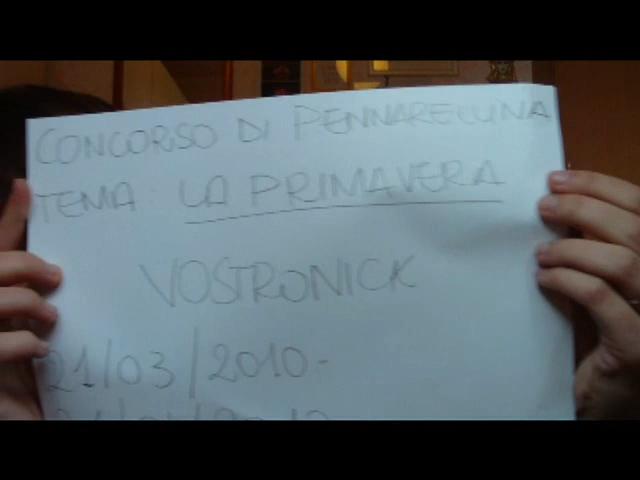 CONCORSO DI PENNARELLINA
TEMA: LA PRIMAVERA
VOSTRONICK
21/03/2010-